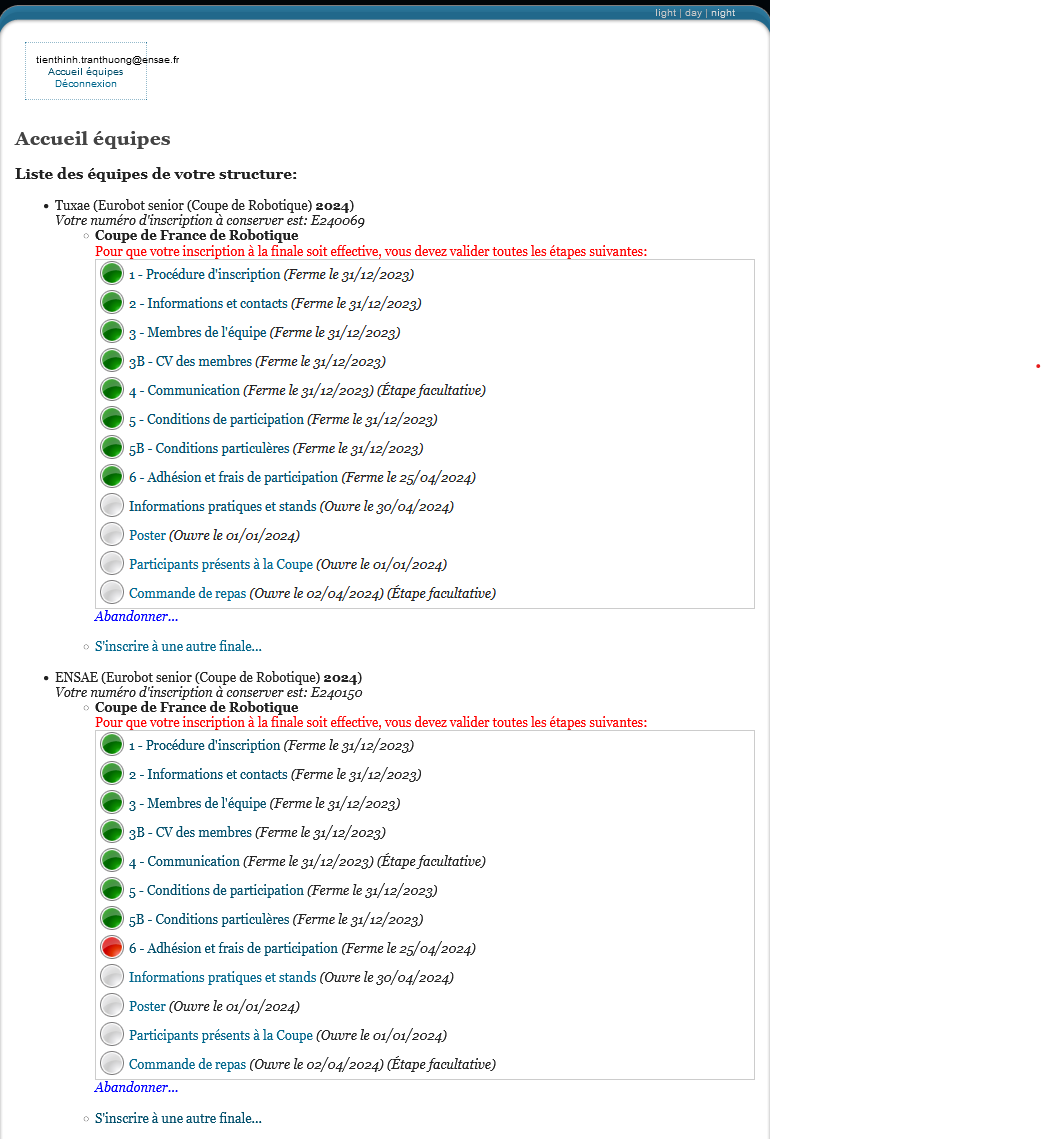 light | day | night
tienthinh.tranthuong@ensae.fr
Accueil équipes
Déconnexion
Accueil équipes
Liste des équipes de votre structure:
• Tuxae (Eurobot senior (Coupe de Robotique) 2024)
Votre numéro d'inscription à conserver est: E240069
◦ Coupe de France de Robotique
Pour que votre inscription à la finale soit effective, vous devez valider toutes les étapes suivantes:
1 - Procédure d'inscription (Ferme le 31/12/2023)
2 - Informations et contacts (Ferme le 31/12/2023)
3 - Membres de l'équipe (Ferme le 31/12/2023)
3B - CV des membres (Ferme le 31/12/2023)
4 - Communication (Ferme le 31/12/2023) (Étape facultative)
5 - Conditions de participation (Ferme le 31/12/2023)
5B - Conditions particulères (Ferme le 31/12/2023)
6 - Adhésion et frais de participation (Ferme le 25/04/2024)
Informations pratiques et stands (Ouvre le 30/04/2024)
Poster (Ouvre le 01/01/2024)
Participants présents à la Coupe (Ouvre le 01/01/2024)
Commande de repas (Ouvre le 02/04/2024) (Étape facultative)
Abandonner...
◦ S'inscrire à une autre finale...
• ENSAE (Eurobot senior (Coupe de Robotique) 2024)
Votre numéro d'inscription à conserver est: E240150
◦ Coupe de France de Robotique
Pour que votre inscription à la finale soit effective, vous devez valider toutes les étapes suivantes:
1 - Procédure d'inscription (Ferme le 31/12/2023)
2 - Informations et contacts (Ferme le 31/12/2023)
3 - Membres de l'équipe (Ferme le 31/12/2023)
3B - CV des membres (Ferme le 31/12/2023)
4 - Communication (Ferme le 31/12/2023) (Étape facultative)
5 - Conditions de participation (Ferme le 31/12/2023)
5B - Conditions particulères (Ferme le 31/12/2023)
6 - Adhésion et frais de participation (Ferme le 25/04/2024)
Informations pratiques et stands (Ouvre le 30/04/2024)
Poster (Ouvre le 01/01/2024)
Participants présents à la Coupe (Ouvre le 01/01/2024)
Commande de repas (Ouvre le 02/04/2024) (Étape facultative)
Abandonner...
◦ S'inscrire à une autre finale...